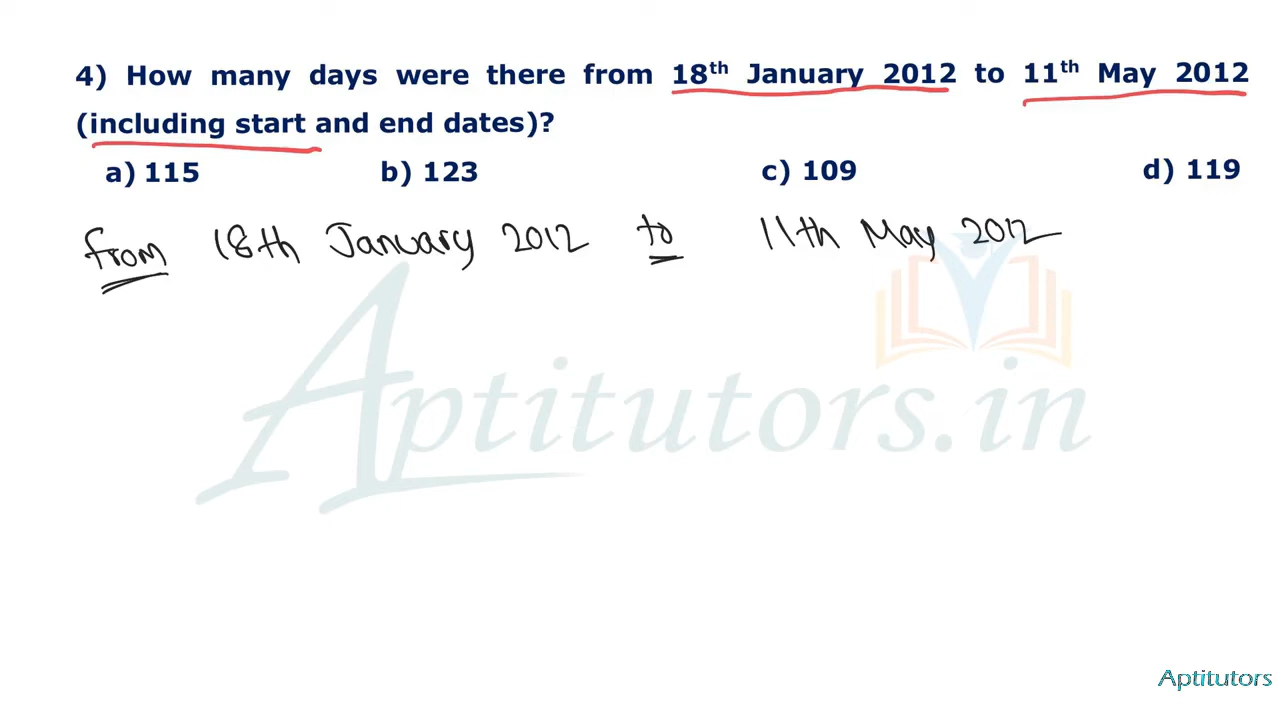 4) How many days were there from 18th January 2012 to 11th May 2012
(including start and end dates)?
a) 115 b) 123 c) 109 d) 119
from 18th January 2012 to 11th May 2012
Aptitutors.in
Aptitutors